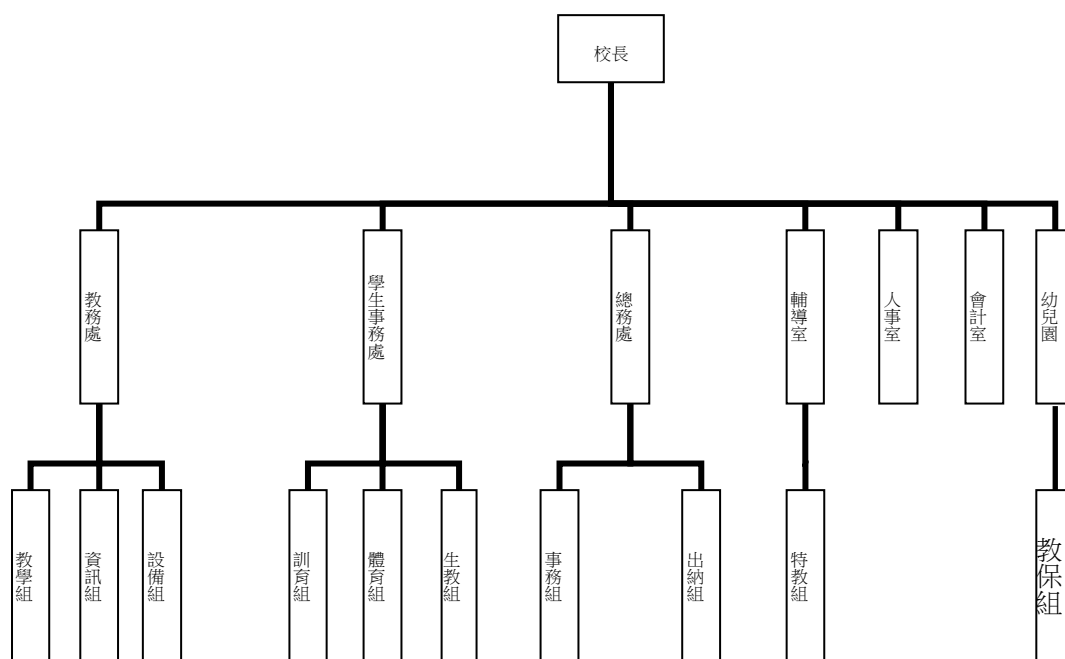 校長
教務處
學生事務處
總務處
輔導室
人事室
會計室
幼兒園
教學組
資訊組
設備組
訓育組
體育組
生教組
事務組
出納組
特教組
教保組